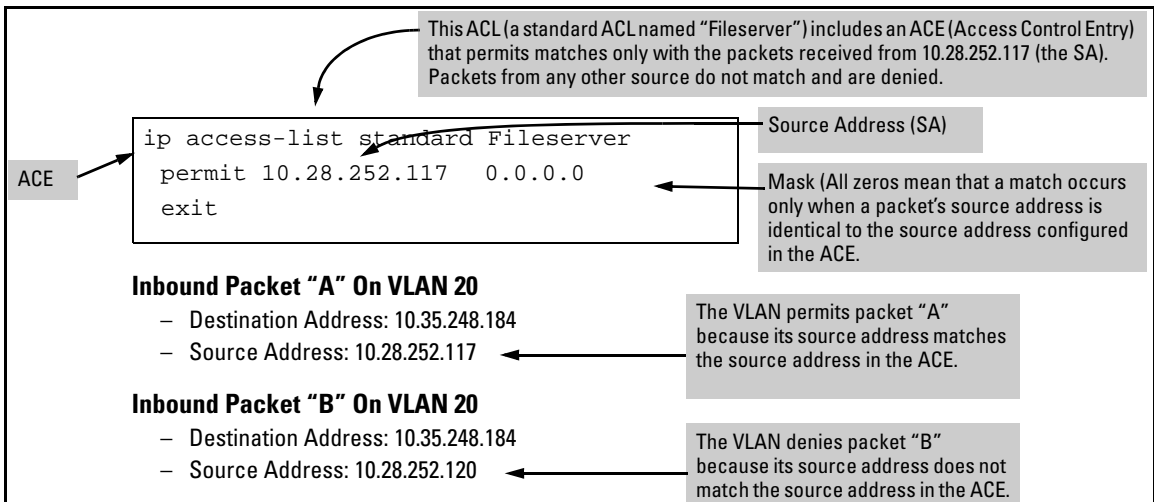 This ACL (a standard ACL named “Fileserver”) includes an ACE (Access Control Entry)
that permits matches only with the packets received from 10.28.252.117 (the SA).
Packets from any other source do not match and are denied.
ip access-list standard Fileserver
permit 10.28.252.117 0.0.0.0
exit
Source Address (SA)
ACE
Mask (All zeros mean that a match occurs
only when a packet’s source address is
identical to the source address configured
in the ACE.
Inbound Packet “A” On VLAN 20
– Destination Address: 10.35.248.184
– Source Address: 10.28.252.117
The VLAN permits packet “A”
because its source address matches
the source address in the ACE.
Inbound Packet “B” On VLAN 20
– Destination Address: 10.35.248.184
– Source Address: 10.28.252.120
The VLAN denies packet “B”
because its source address does not
match the source address in the ACE.